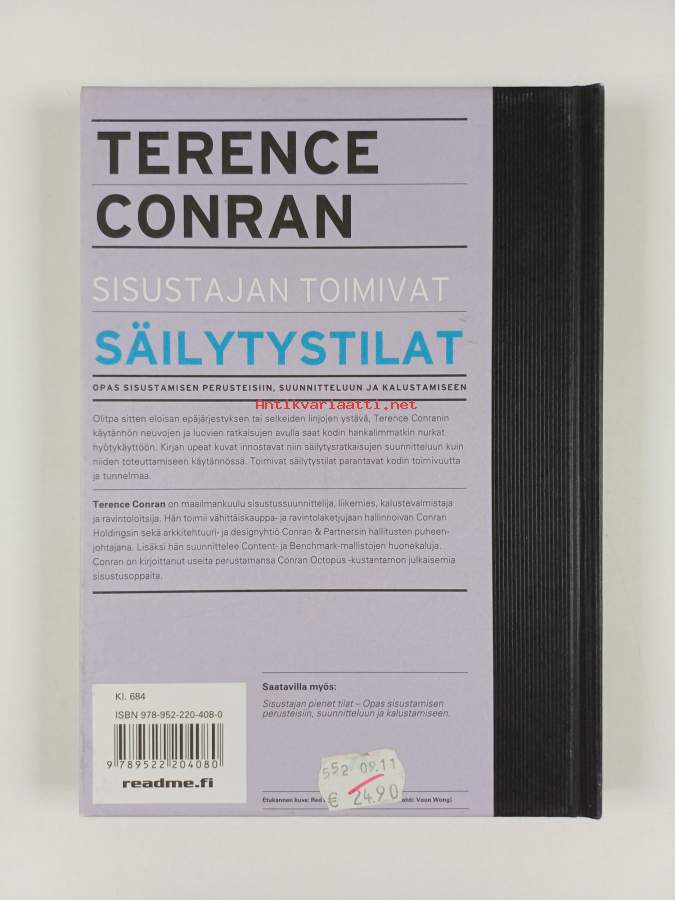 TERENCE
CONRAN
SISUSTAJAN TOIMIVAT
SÄILYTYSTILAT
OPAS SISUSTAMISEN PERUSTEISIIN, SUUNNITTELUUN JA KALUSTAMISEEN
Antikvariaatti.net
Olitpa sitten eloisan epäjärjestyksen tai selkeiden linjojen ystävä, Terence Conranin
käytännön neuvojen ja luovien ratkaisujen avulla saat kodin hankalimmatkin nurkat
hyötykäyttöön. Kirjan upeat kuvat innostavat niin säilytysratkaisujen suunnitteluun kuin
niiden toteuttamiseen käytännössä. Toimivat säilytystilat parantavat kodin toimivuutta
ja tunnelmaa.
Terence Conran on maailmankuulu sisustussuunnittelija, liikemies, kalustevalmistaja
ja ravintoloitsija. Hän toimii vähittäiskauppa- ja ravintolaketjujaan hallinnoivan Conran
Holdingsin sekä arkkitehtuuri- ja designyhtiö Conran & Partnersin hallitusten puheen-
johtajana. Lisäksi hän suunnittelee Content- ja Benchmark-mallistojen huonekaluja.
Conran on kirjoittanut useita perustamansa Conran Octopus -kustantamon julkaisemia
sisustusoppaita.
Kl. 684
ISBN 978-952-220-408-0
9 789522 204080
readme.fi
Saatavilla myös:
Sisustajan pienet tilat – Opas sisustamisen
perusteisiin, suunnitteluun ja kalustamiseen.
552 09.11
€ 24.90
Etukannen kuva: Red Voon Wong)